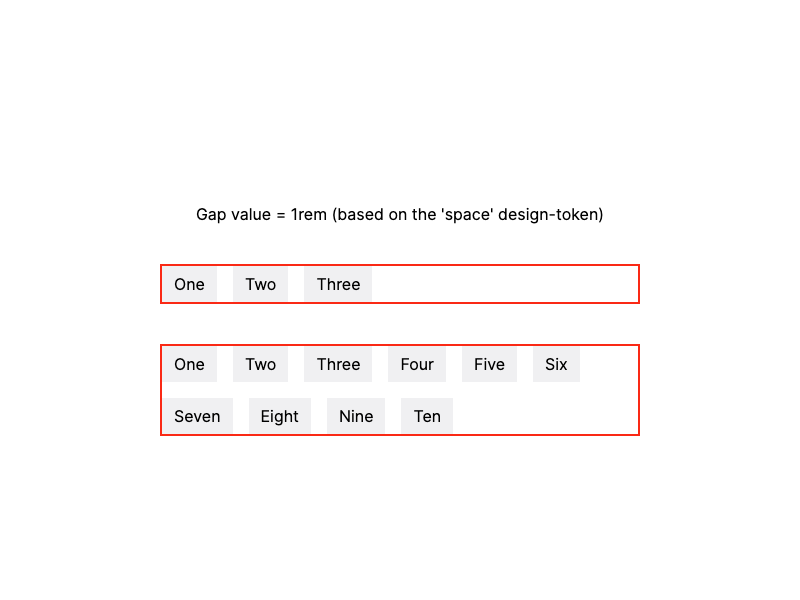 Gap value = 1rem (based on the 'space' design-token)
One Two Three
One Two Three Four Five Six
Seven Eight Nine Ten